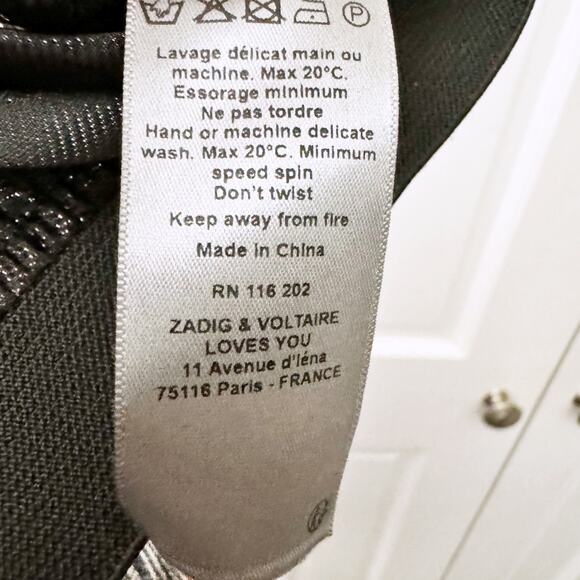 P
Lavage délicat main ou
machine. Max 20°C.
Essorage minimum
Ne pas tordre
Hand or machine delicate
wash. Max 20°C. Minimum
speed spin
Don't twist
Keep away from fire
Made in China
RN 116 202
ZADIG & VOLTAIRE
LOVES YOU
11 Avenue d'Iéna
75116 Paris - FRANCE